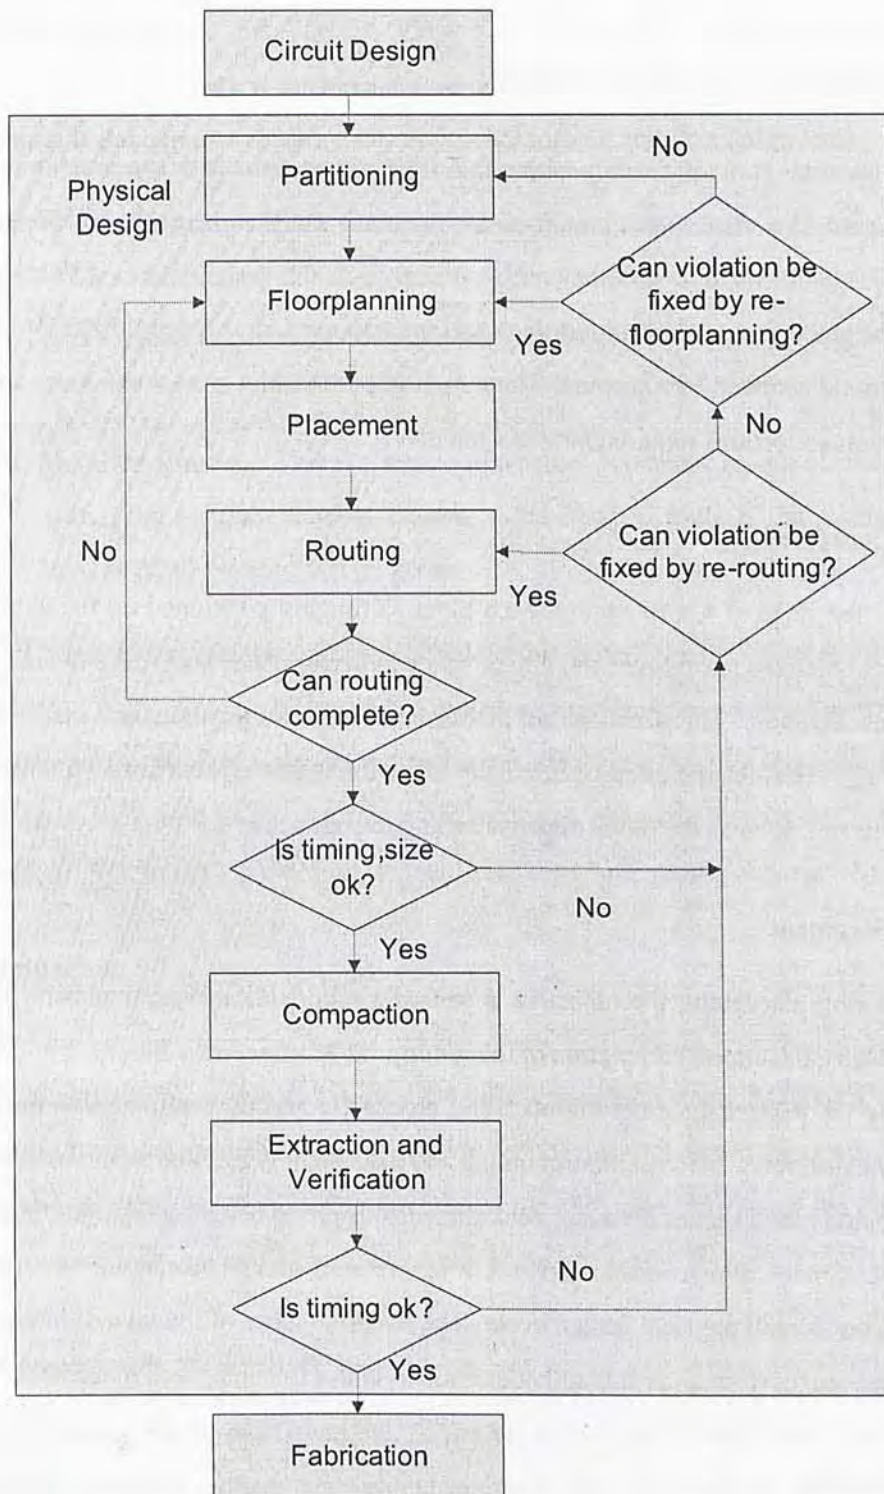 Circuit Design
No
Partitioning
Physical
Design
Can violation be
fixed by re-
floorplanning?
Floorplanning
Yes
Placement
No
No
Routing
Can violation be
fixed by re-routing?
Yes
Can routing
complete?
Yes
Is timing,size
ok?
No
Yes
Compaction
Extraction and
Verification
No
Is timing ok?
Yes
Fabrication